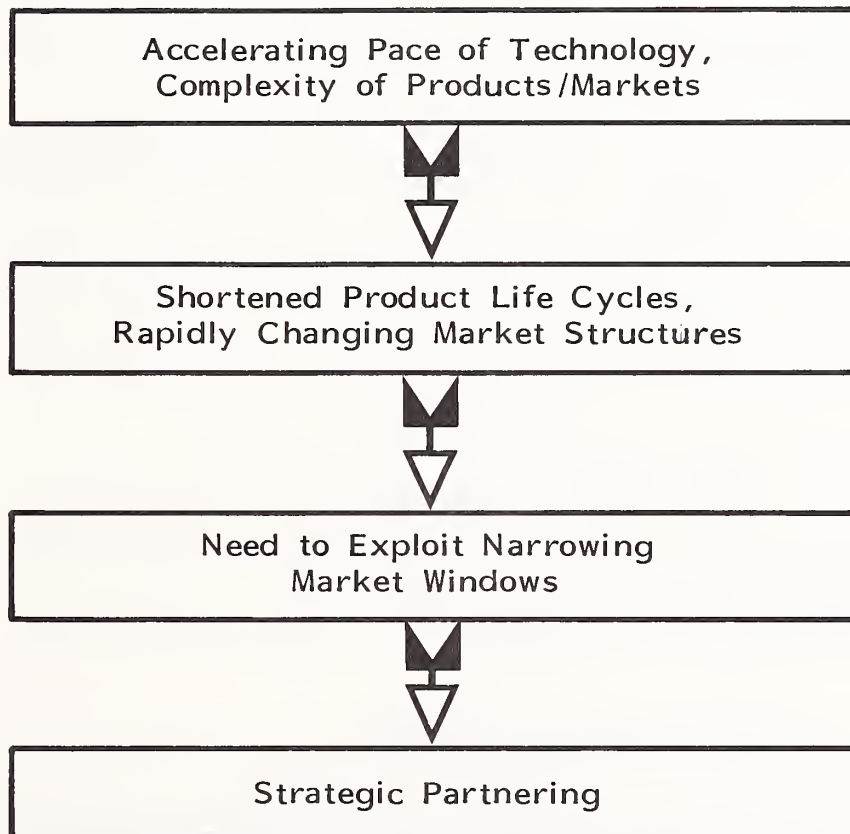 Accelerating Pace of Technology,
Complexity of Products/Markets
Shortened Product Life Cycles,
Rapidly Changing Market Structures
Need to Exploit Narrowing
Market Windows
Strategic Partnering